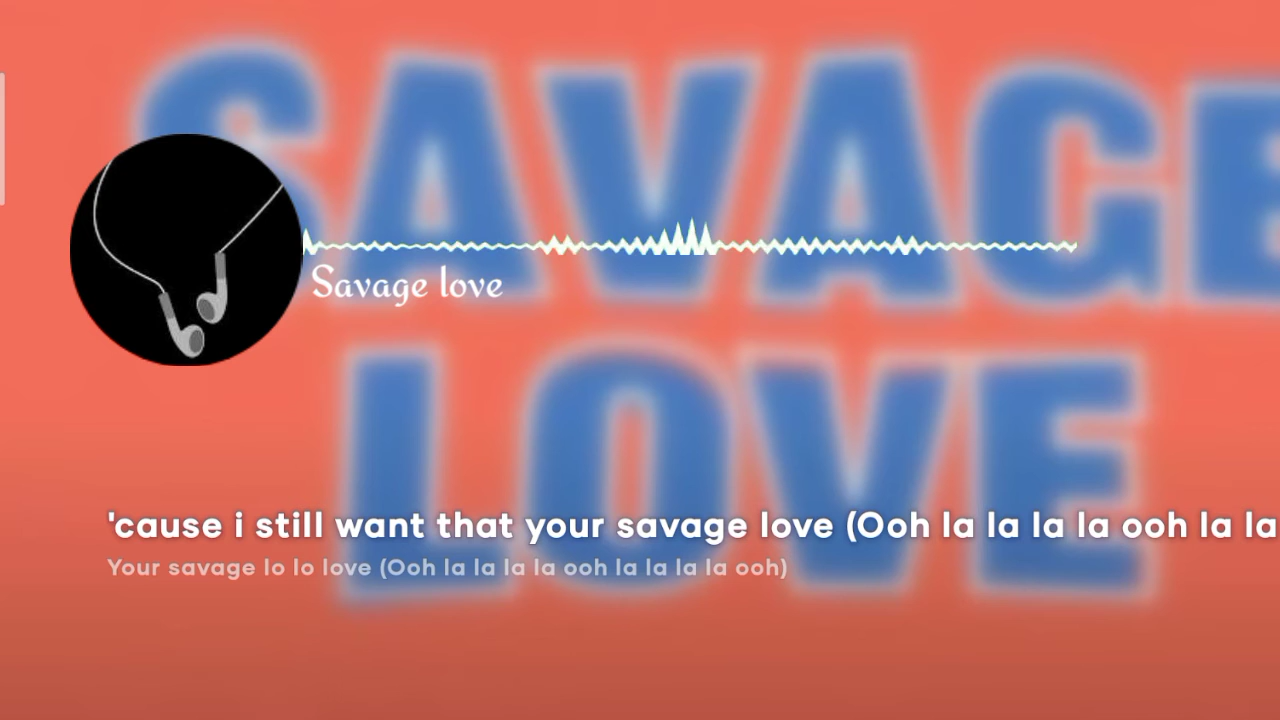 SAVAGE
Savage love
LOVE
'cause i still want that your savage love (Ooh la la la la ooh la la
Your savage lo lo love (Ooh la la la la ooh la la la la ooh)